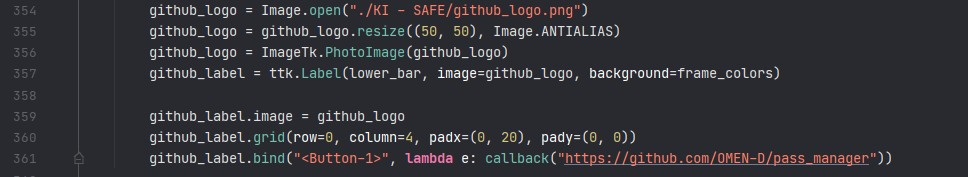 354 github_logo = Image.open("./KI - SAFE/github_logo.png")
355 github_logo = github_logo.resize((50, 50), Image.ANTIALIAS)
356 github_logo = ImageTk.PhotoImage(github_logo)
357 github_label = ttk.Label(lower_bar, image=github_logo, background=frame_colors)
358
359 github_label.image = github_logo
360 github_label.grid(row=0, column=4, padx=(0, 20), pady=(0, 0))
361 github_label.bind("<Button-1>", lambda e: callback("https://github.com/OMEN-D/pass_manager"))